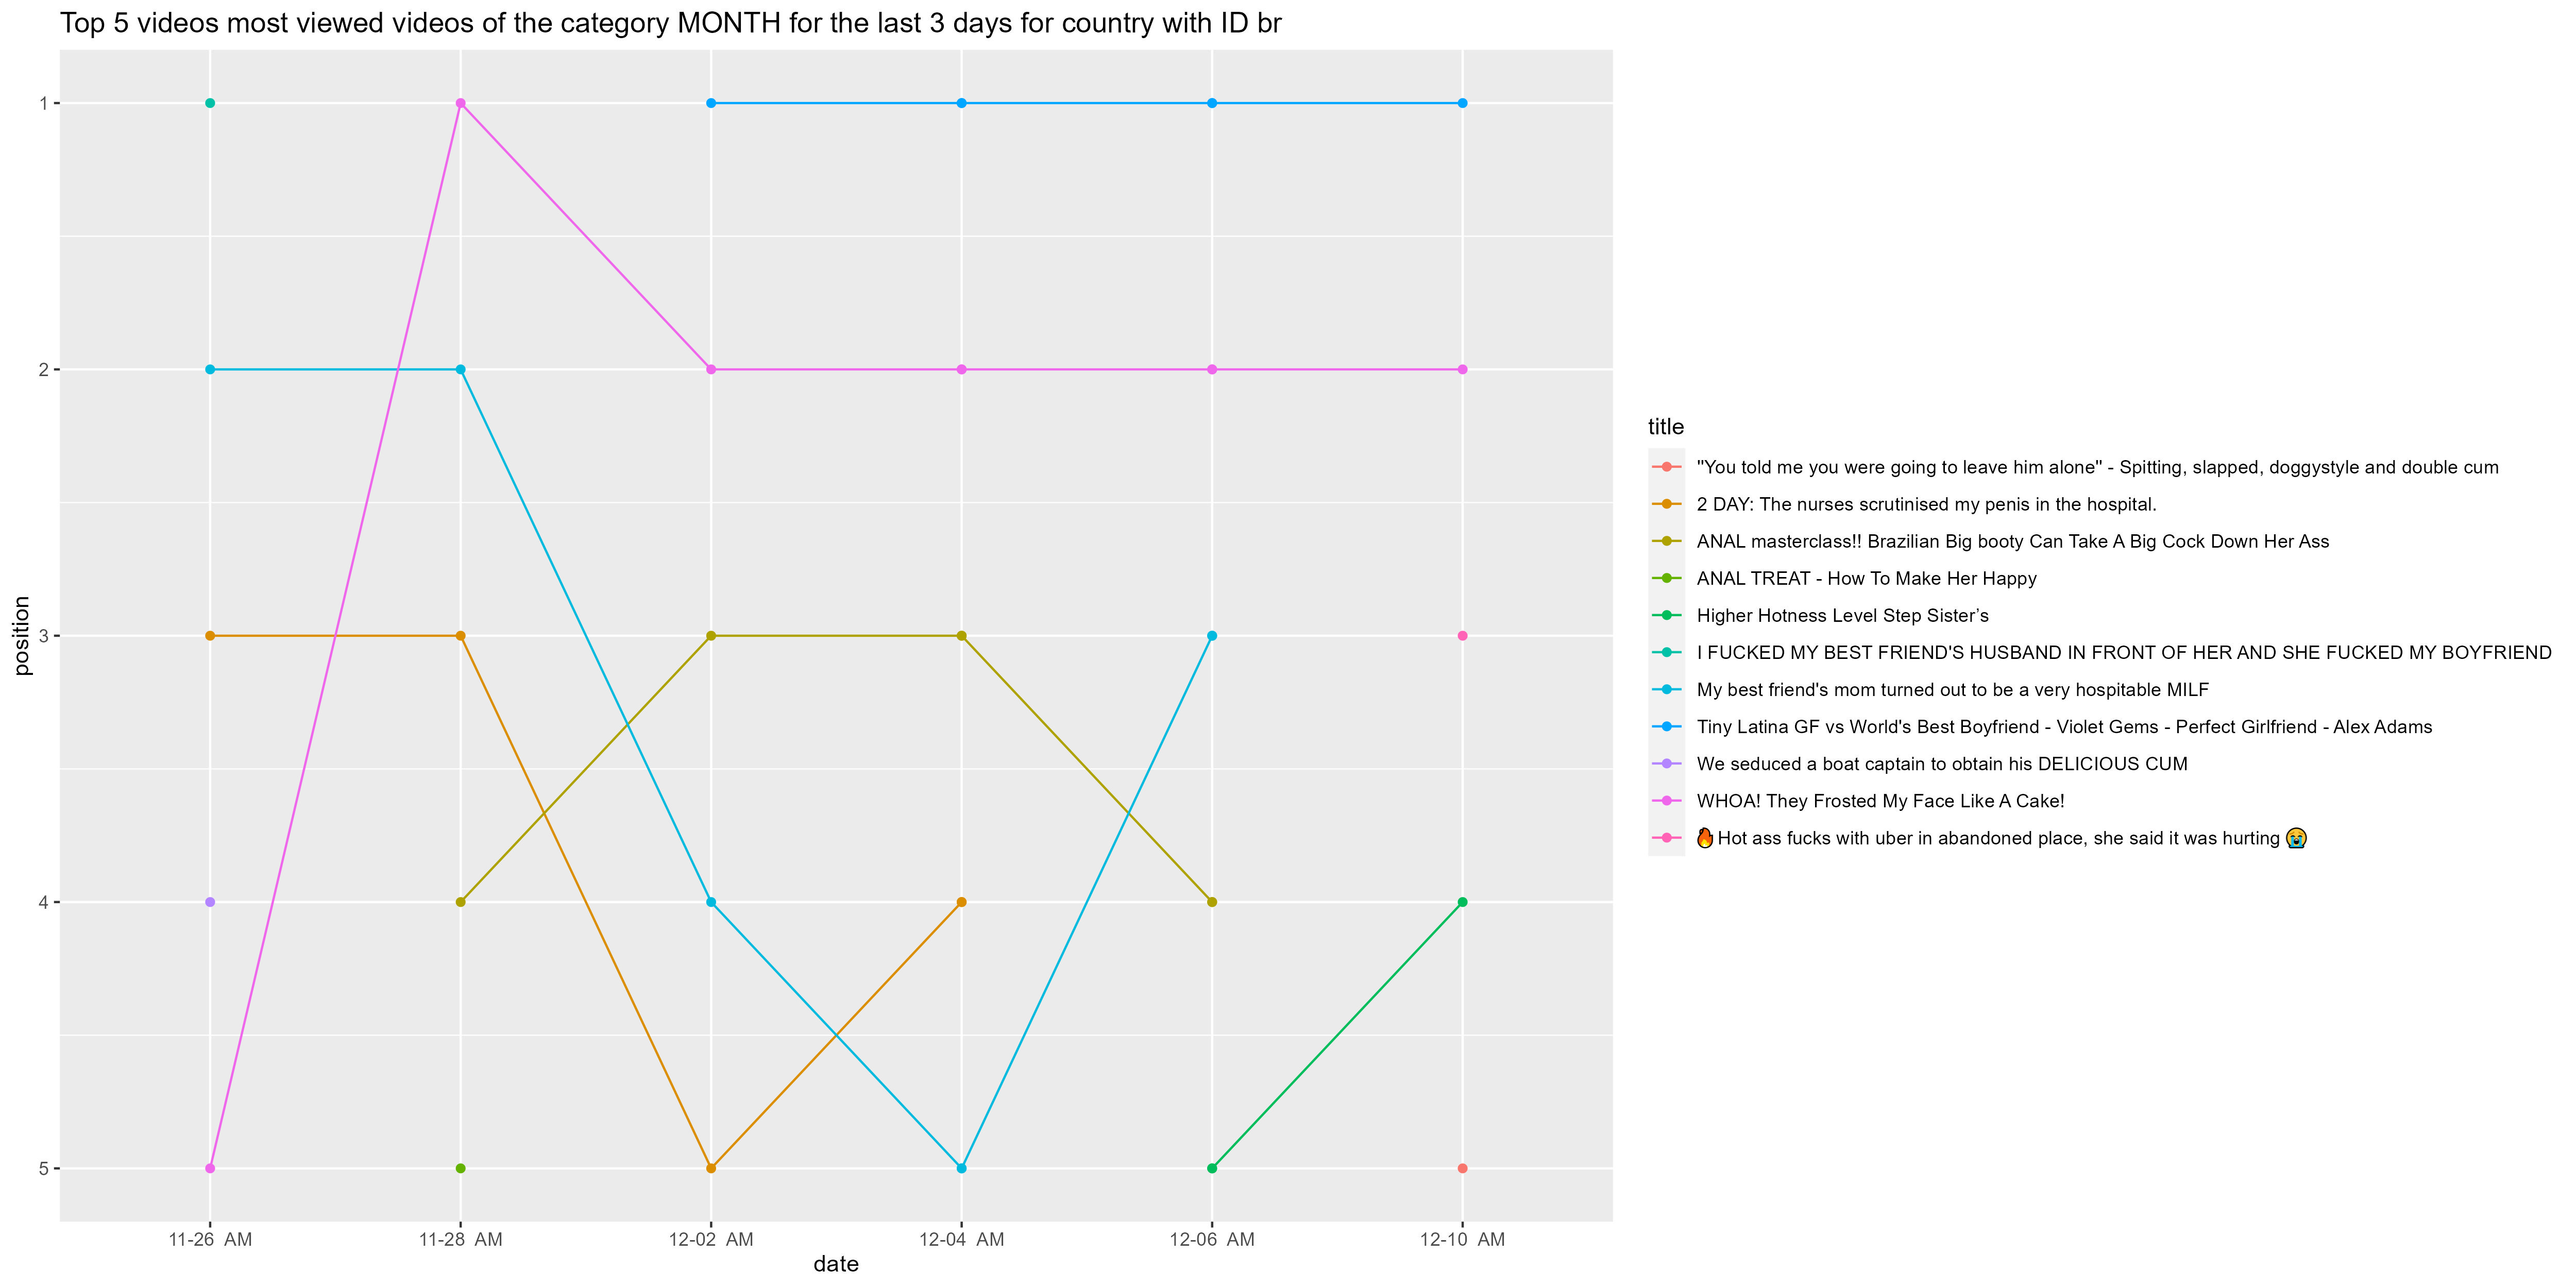 Top 5 videos most viewed videos of the category MONTH for the last 3 days for country with ID br
1
2
3
4
5
position
11-26 AM
11-28 AM
12-02 AM
12-04 AM
12-06 AM
12-10 AM
date
title
"You told me you were going to leave him alone" - Spitting, slapped, doggystyle and double cum
2 DAY: The nurses scrutinised my penis in the hospital.
ANAL masterclass!! Brazilian Big booty Can Take A Big Cock Down Her Ass
ANAL TREAT - How To Make Her Happy
Higher Hotness Level Step Sister’s
I FUCKED MY BEST FRIEND'S HUSBAND IN FRONT OF HER AND SHE FUCKED MY BOYFRIEND
My best friend's mom turned out to be a very hospitable MILF
Tiny Latina GF vs World's Best Boyfriend - Violet Gems - Perfect Girlfriend - Alex Adams
We seduced a boat captain to obtain his DELICIOUS CUM
WHOA! They Frosted My Face Like A Cake!
🔥Hot ass fucks with uber in abandoned place, she said it was hurting 😭